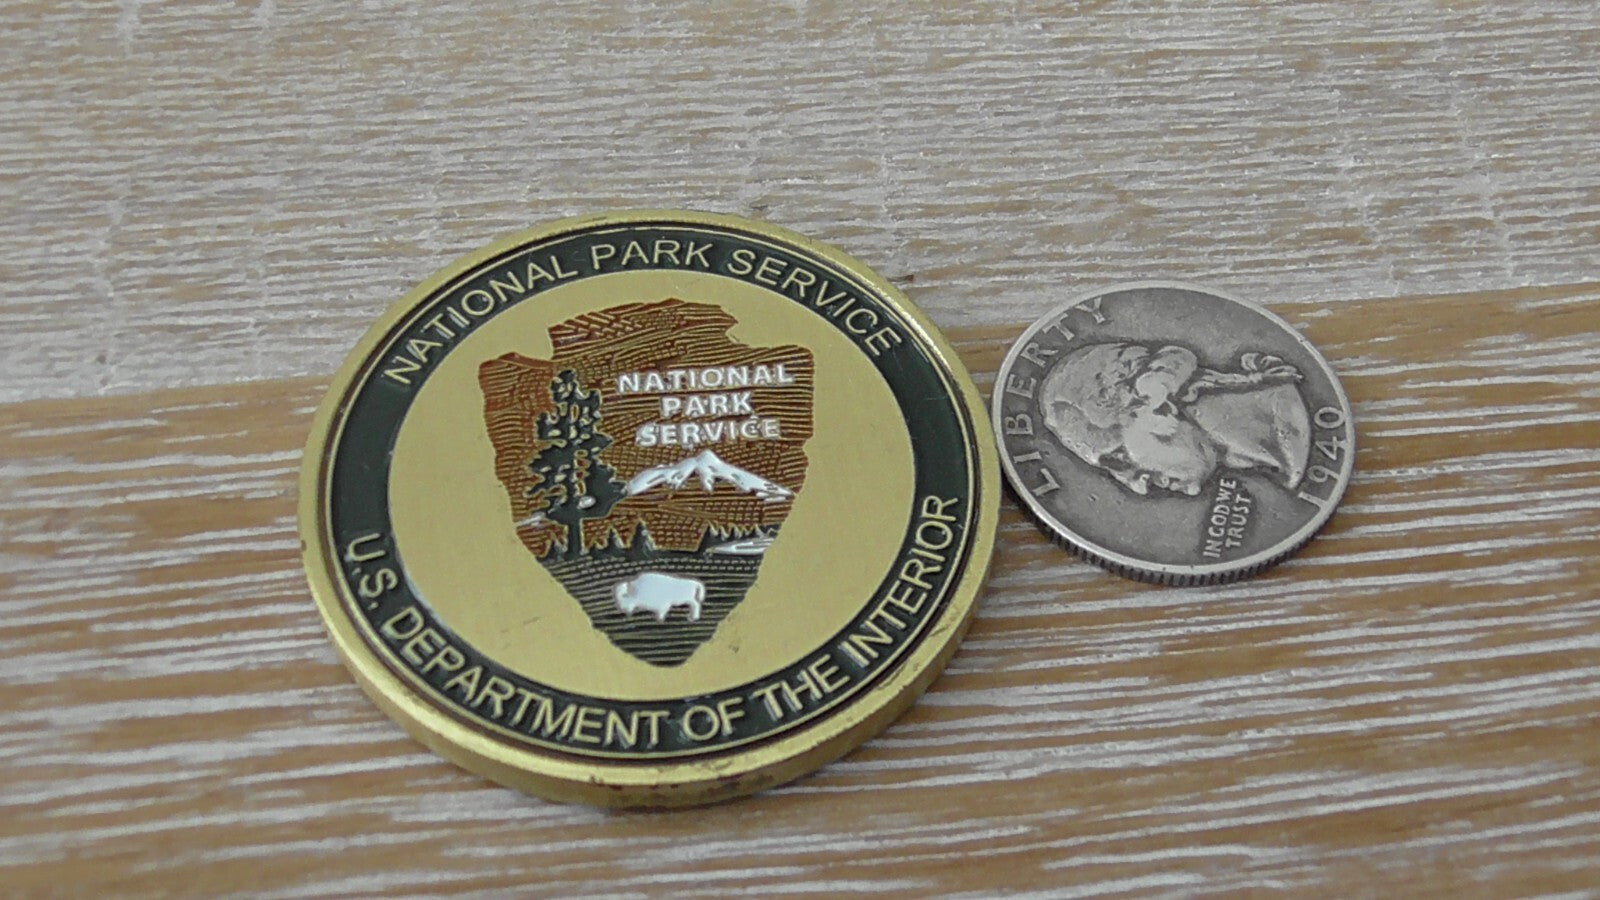 NATIONAL PARK SERVICE
NATIONAL
PARK
SERVICE
U.S. DEPARTMENT OF THE INTERIOR
LIBERTY
IN GOD WE
TRUST
1940